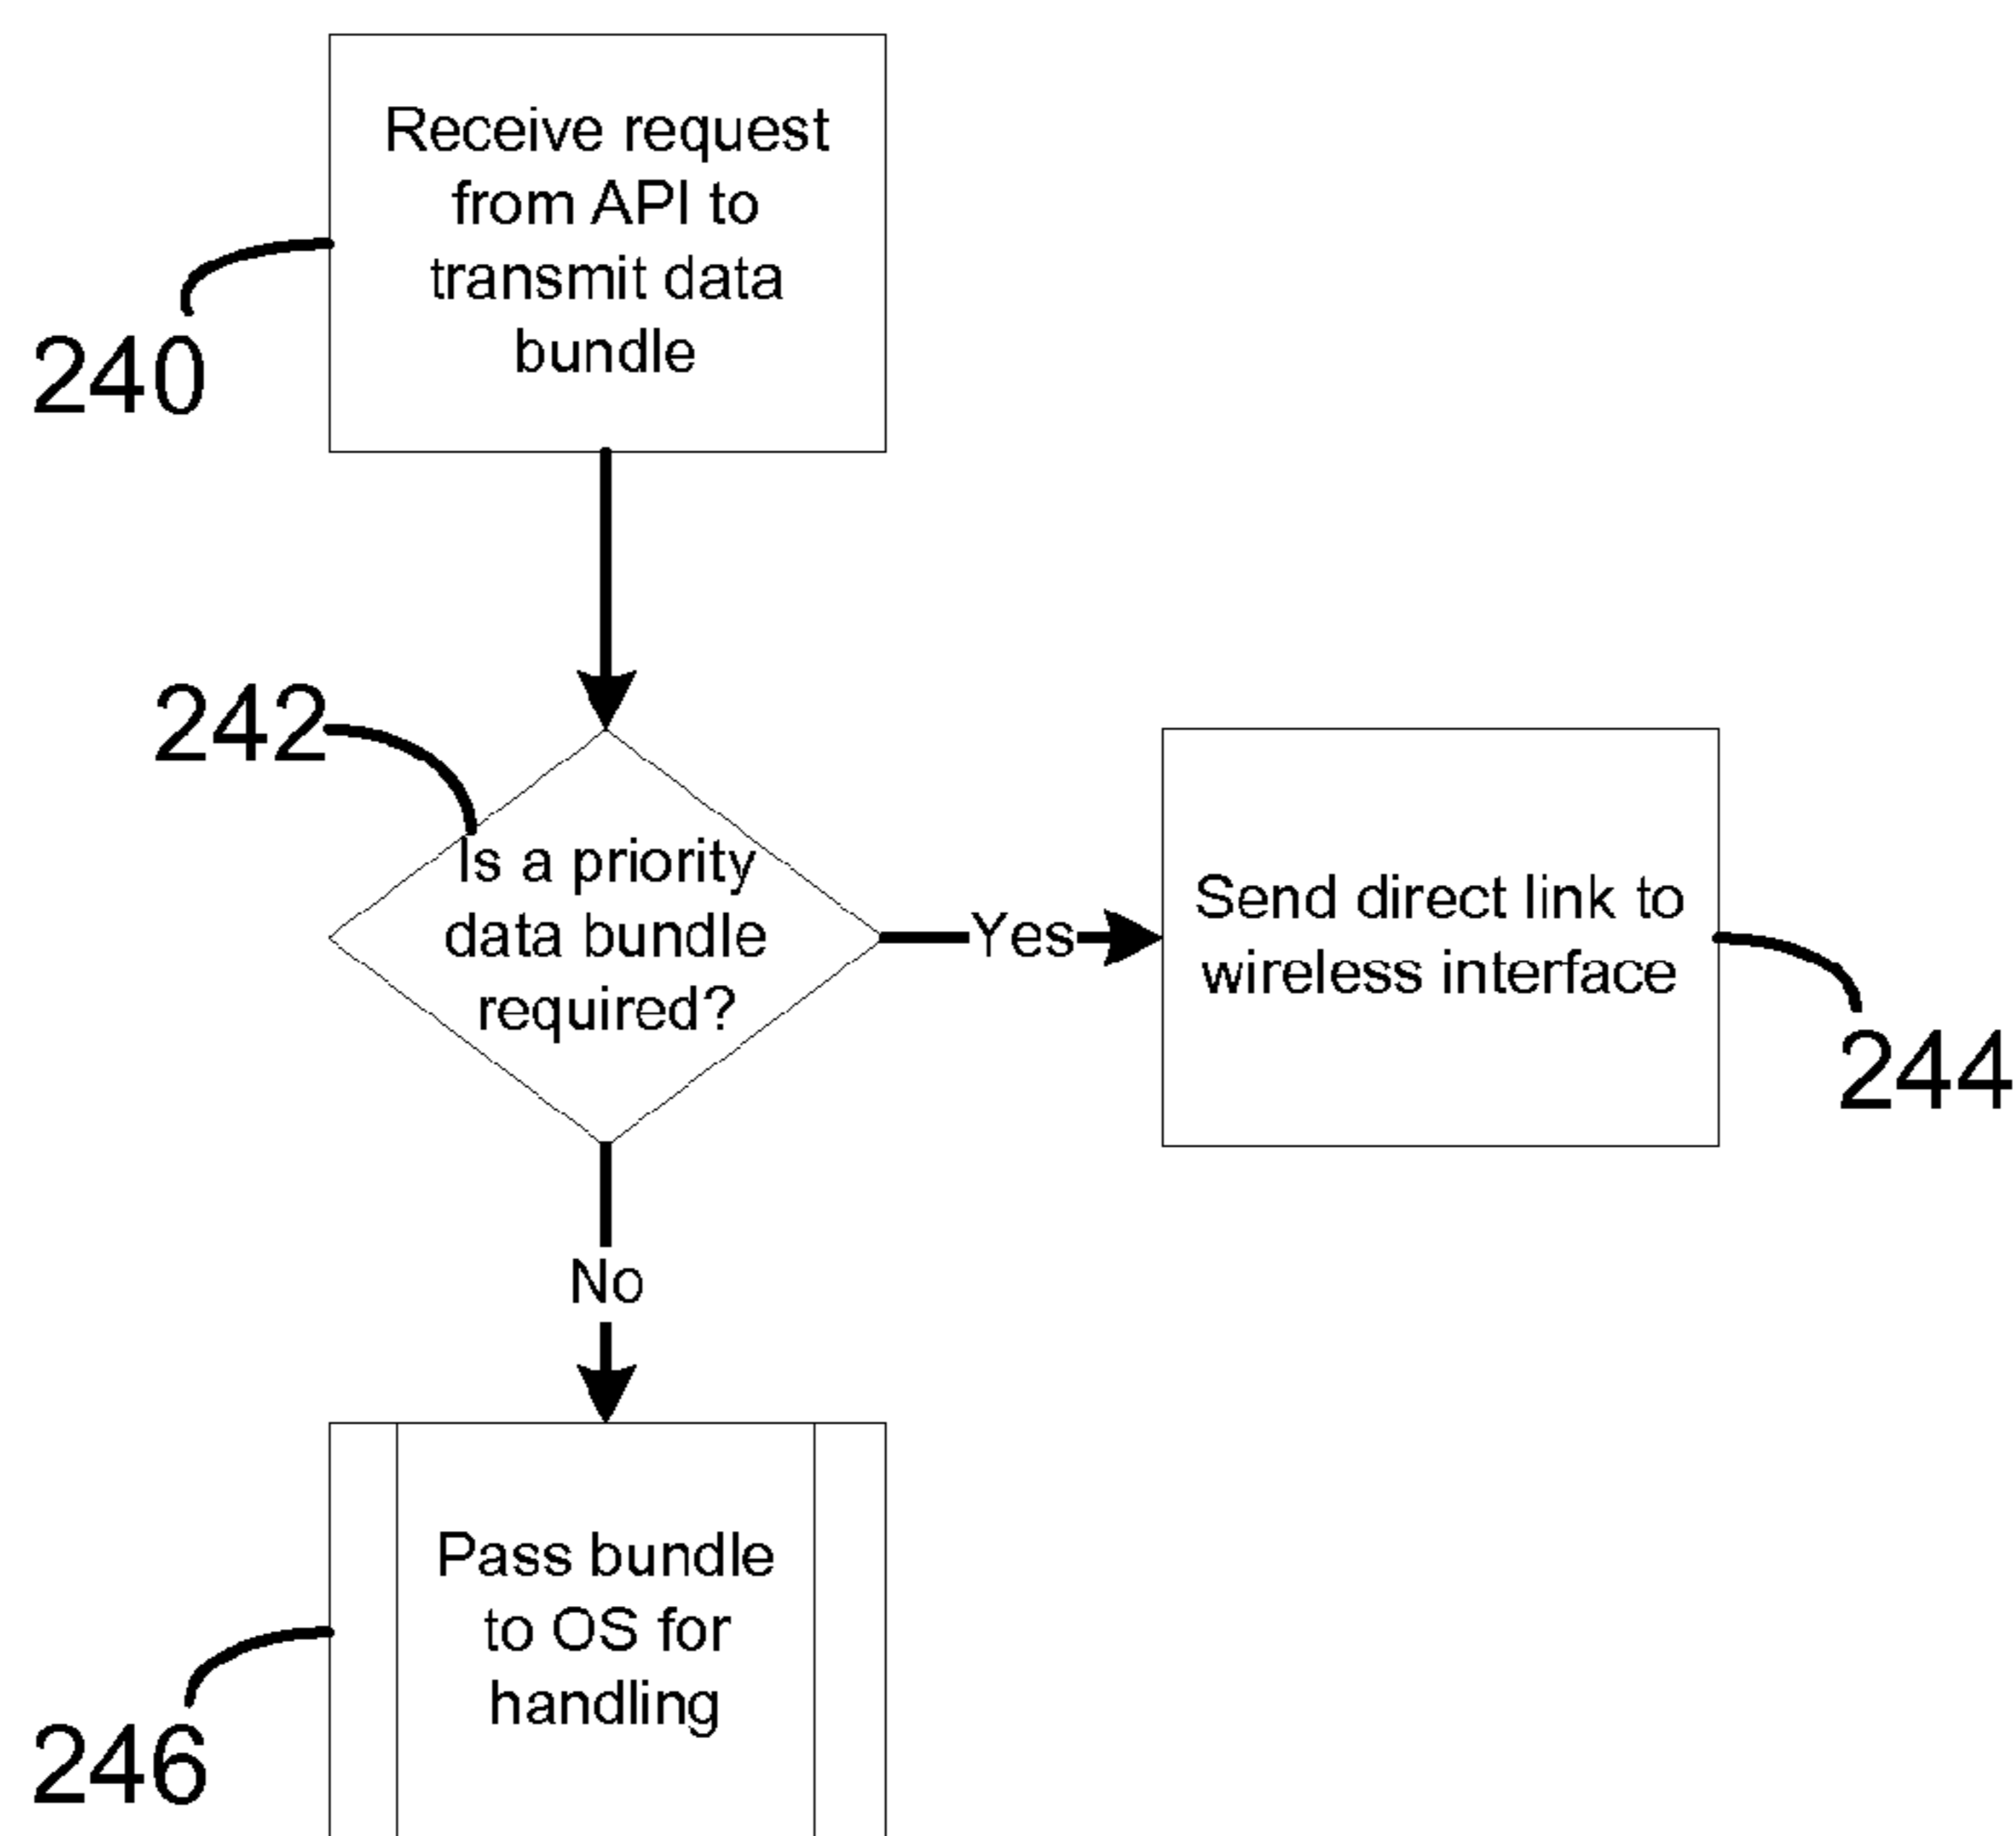 Receive request
from API to
transmit data
bundle
240
242
Is a priority
data bundle
required?
Yes
Send direct link to
wireless interface
244
No
Pass bundle
to OS for
handling
246